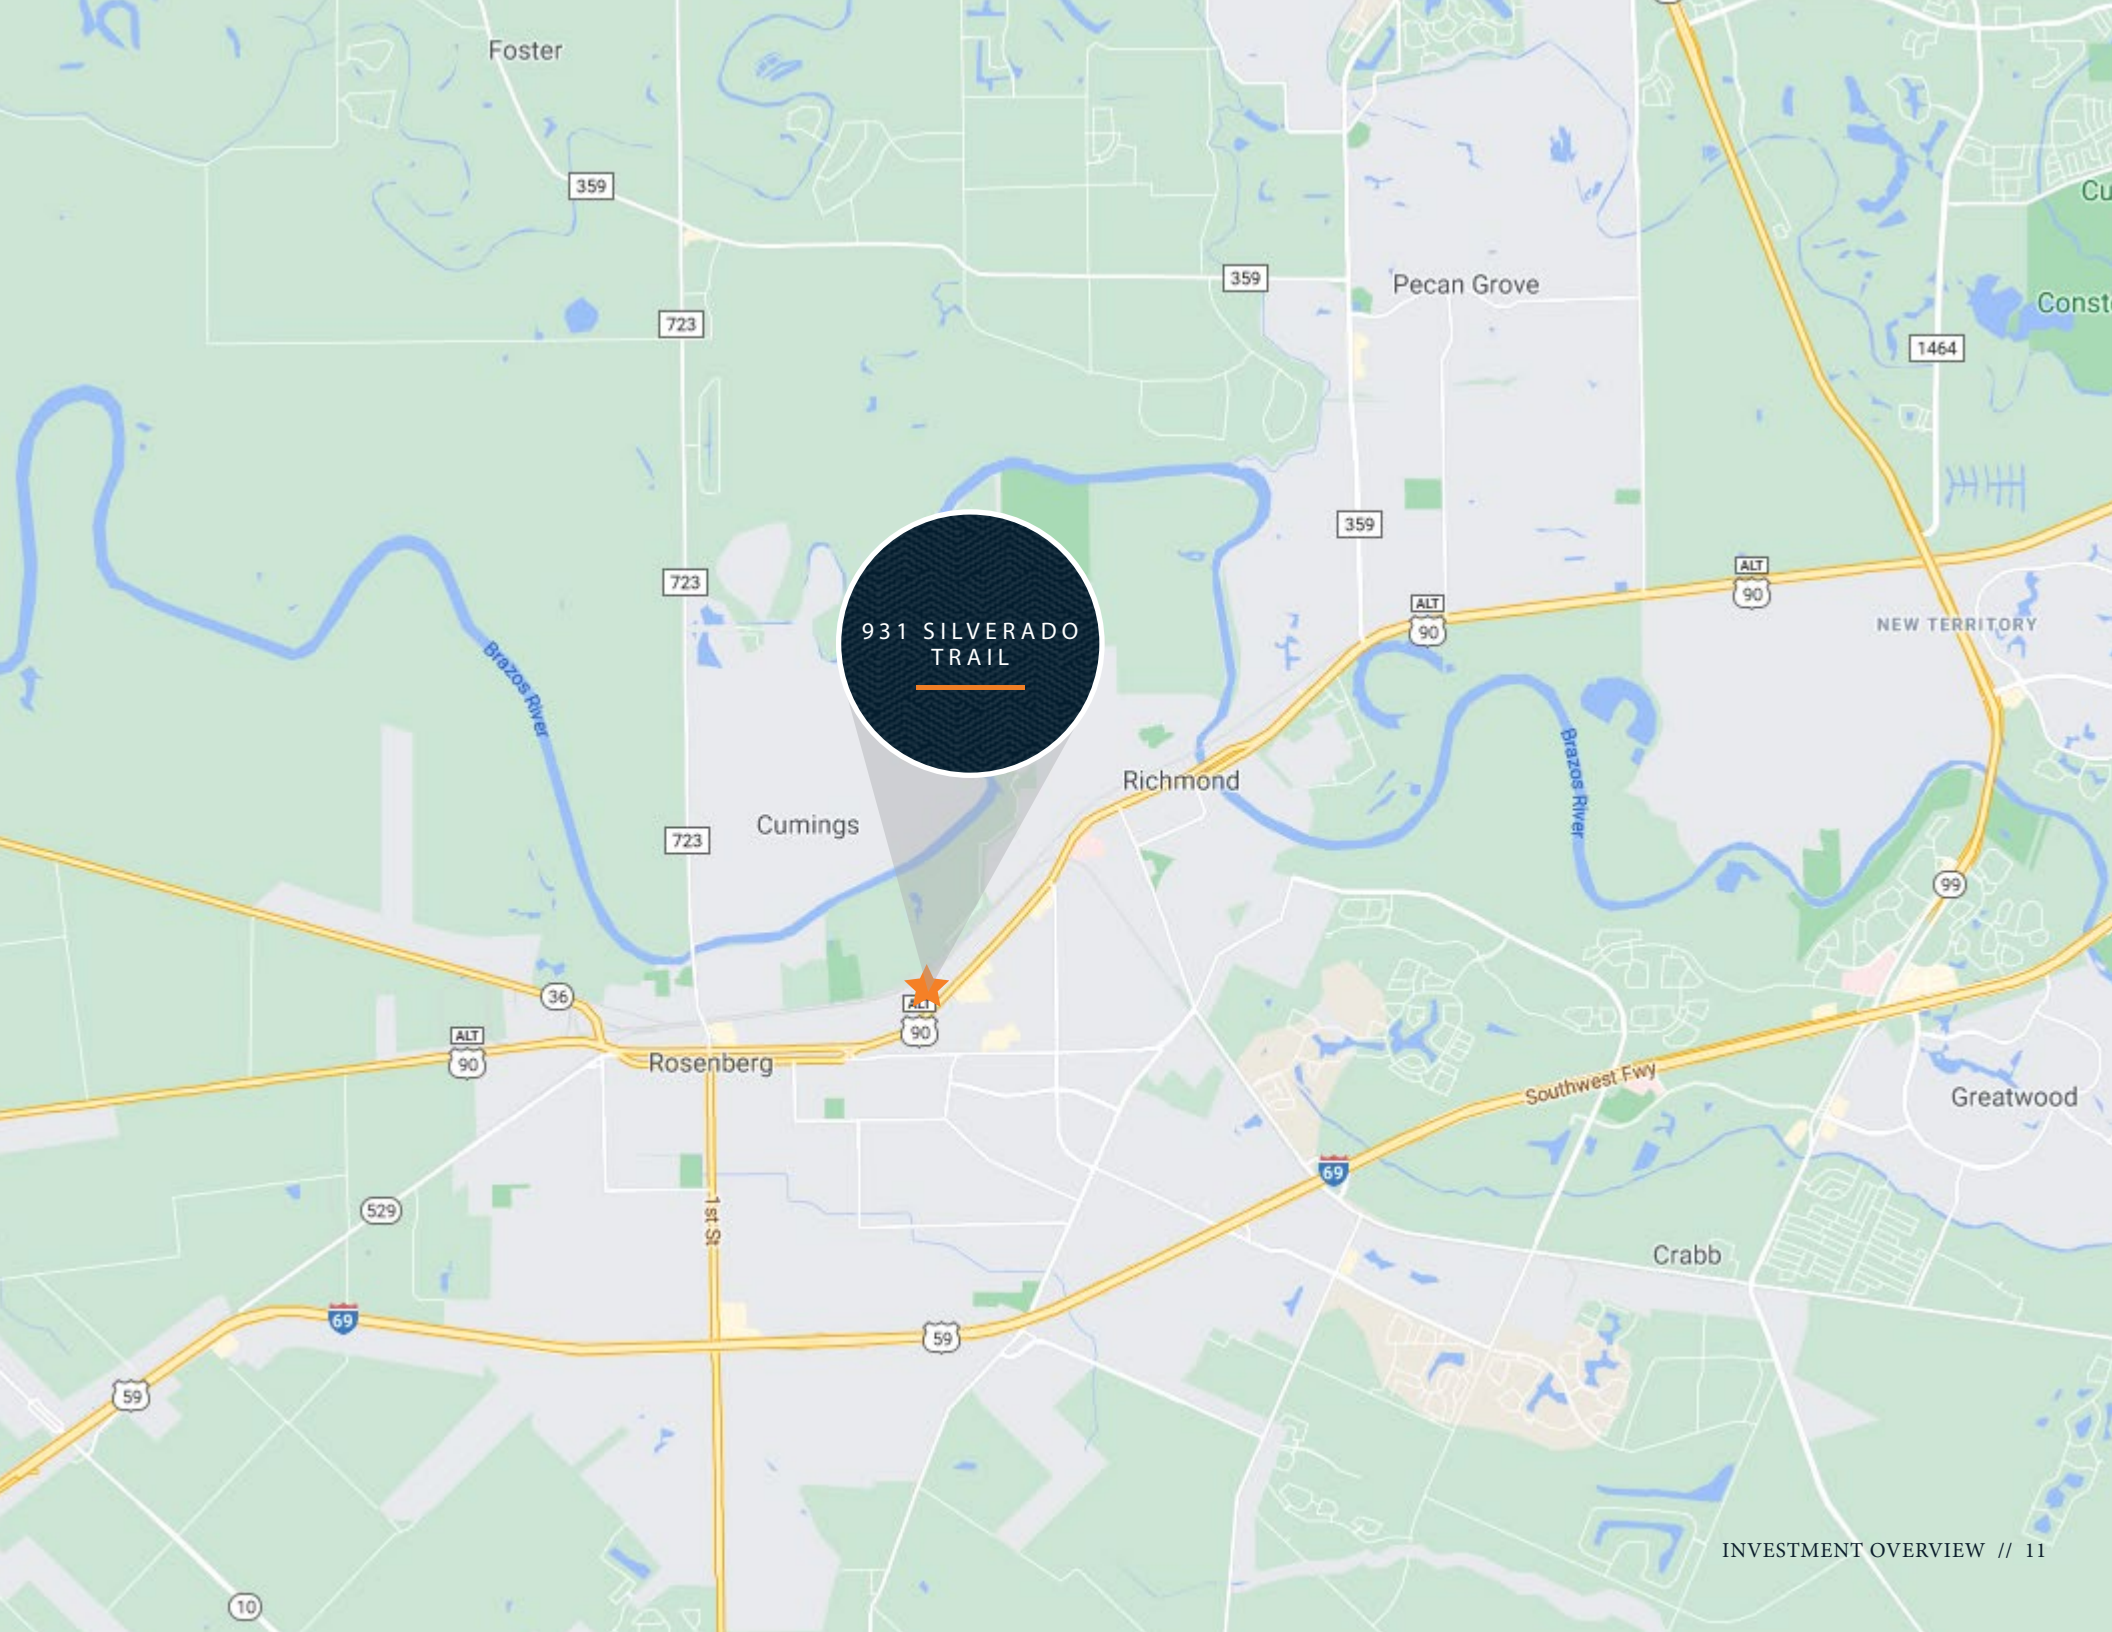 Foster
359
Cu
359
Pecan Grove
Const
723
1464
359
ALT
90
723
ALT
90
NEW TERRITORY
931 SILVERADO
TRAIL
Brazos River
Brazos River
Richmond
Cumings
723
99
36
ALT
90
ALT
90
Rosenberg
Southwest Fwy
Greatwood
69
529
1st St
Crabb
69
59
59
INVESTMENT OVERVIEW // 11
10